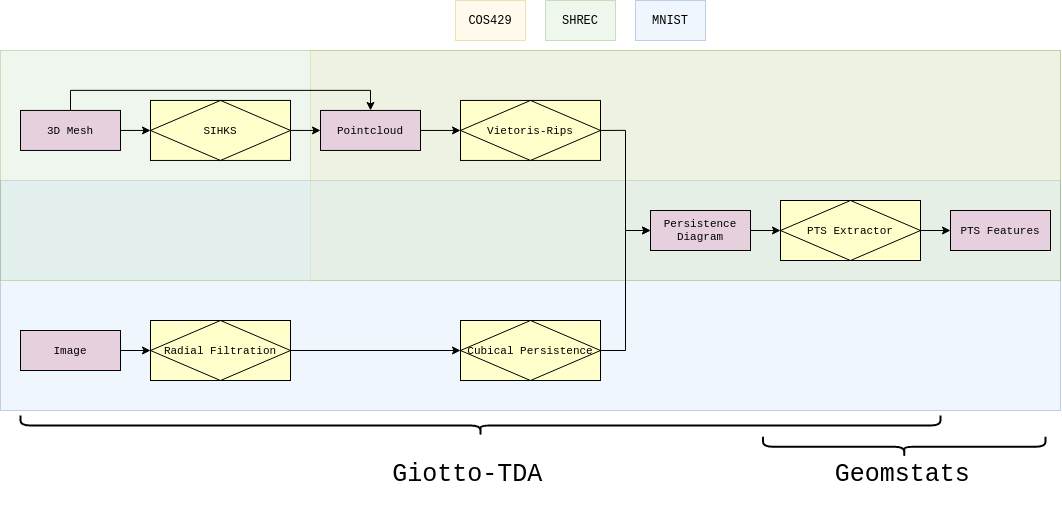 COS429 SHREC MNIST
3D Mesh SIHKS Pointcloud Vietoris-Rips
Persistence
Diagram
PTS Extractor PTS Features
Image Radial Filtration Cubical Persistence
Giotto-TDA Geomstats